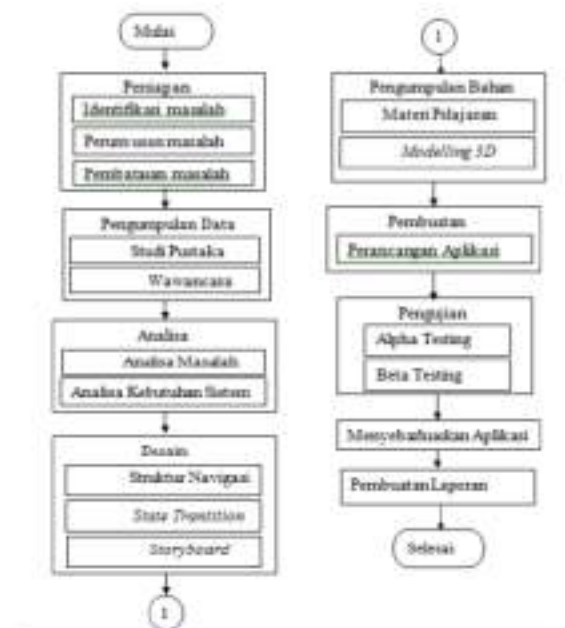 Mulai
Persiapan
Identifikasi masalah
Perumusan masalah
Pembatasan masalah
Pengumpulan Data
Studi Pustaka
Wawancara
Analisa
Analisa Masalah
Analisa Kebutuhan Sistem
Desain
Struktur Navigasi
State Transition
Storyboard
1
1
Pengumpulan Bahan
Materi Pelajaran
Modelling 3D
Pembuatan
Perancangan Aplikasi
Pengujian
Alpha Testing
Beta Testing
Menyebarluaskan Aplikasi
Pembuatan Laporan
Selesai